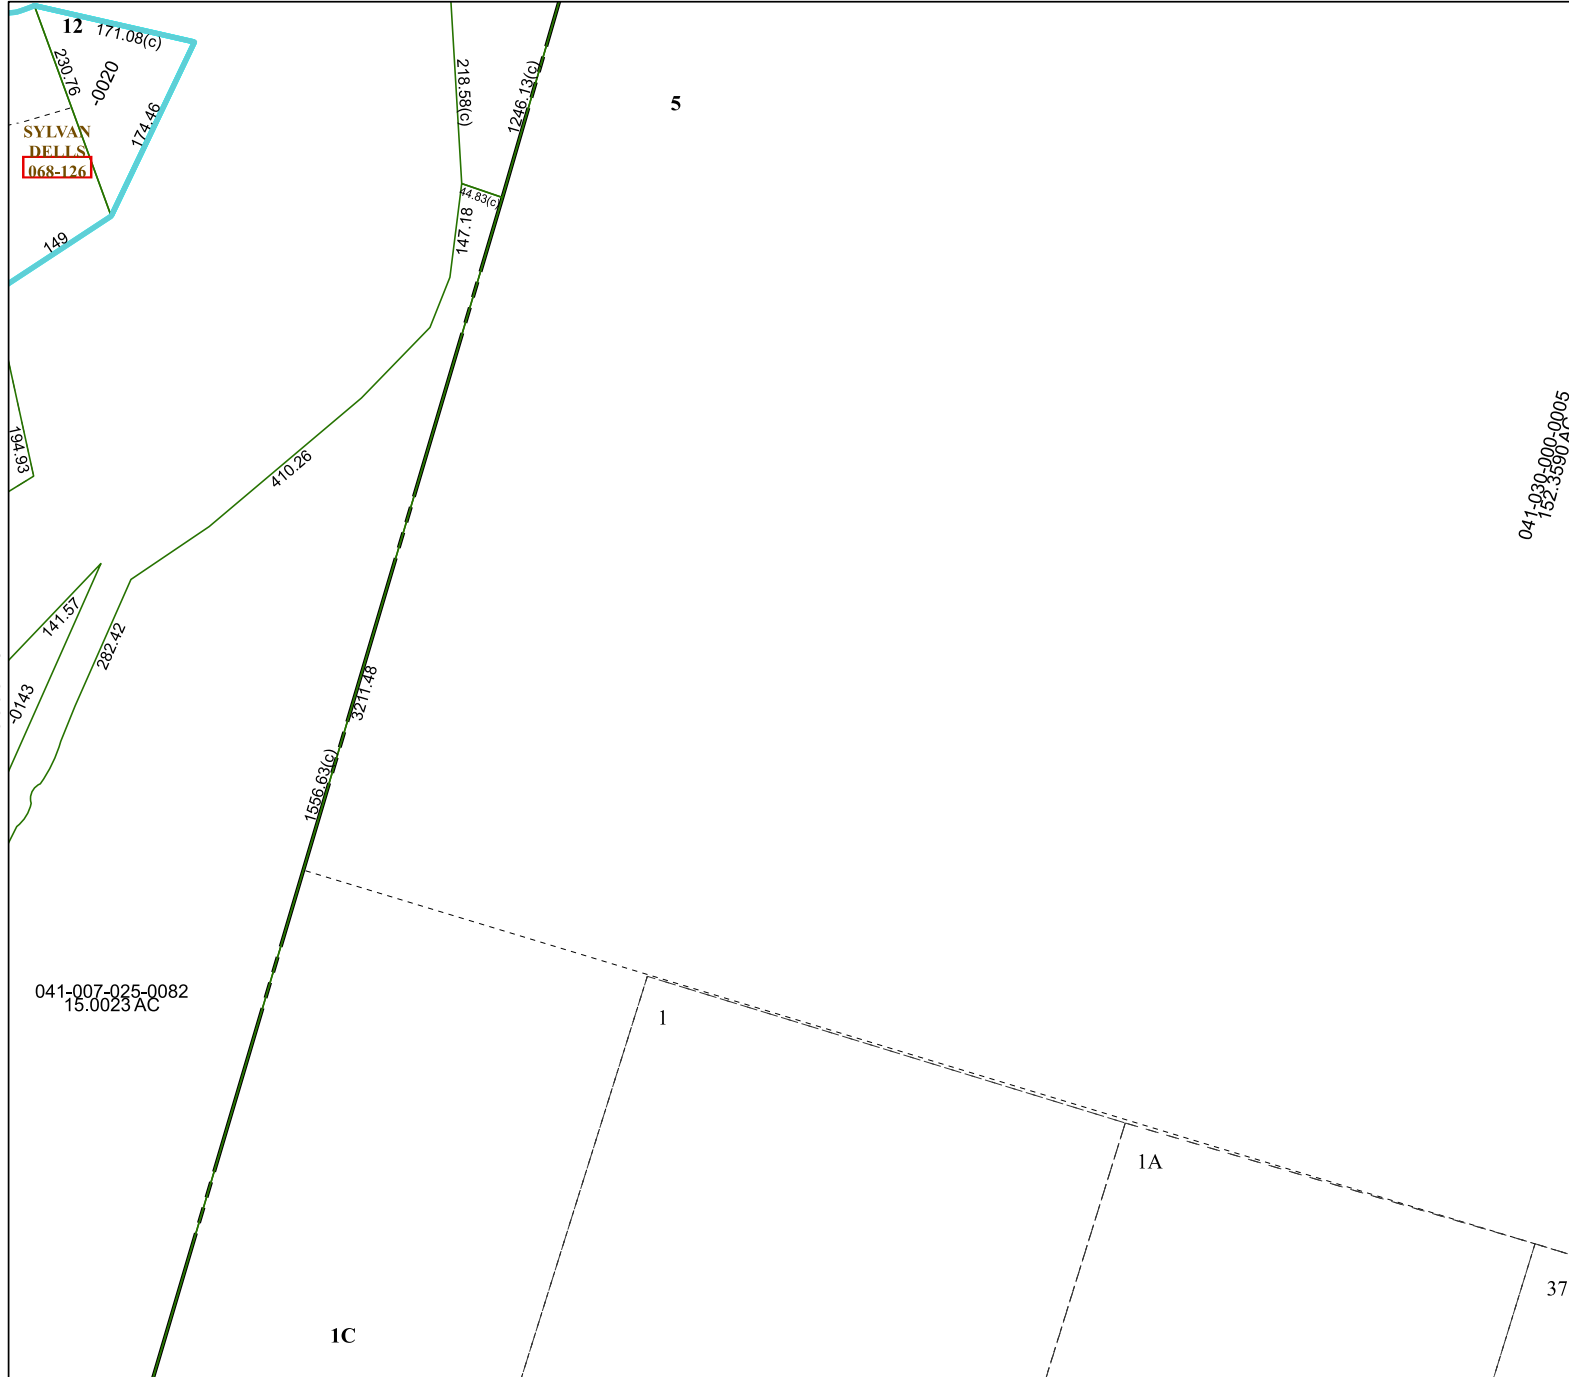 12
171.08(c)
230.76
-0020
174.46
SYLVAN
DELLS
068-126
149
218.58(c)
1246.13(c)
5
44.83(c)
147.18
194.93
410.26
041-030-000-0005
152.3590 AC
141.57
282.42
-0143
3211.48
1556.63(c)
041-007-025-0082
15.0023 AC
1
1A
37
1C